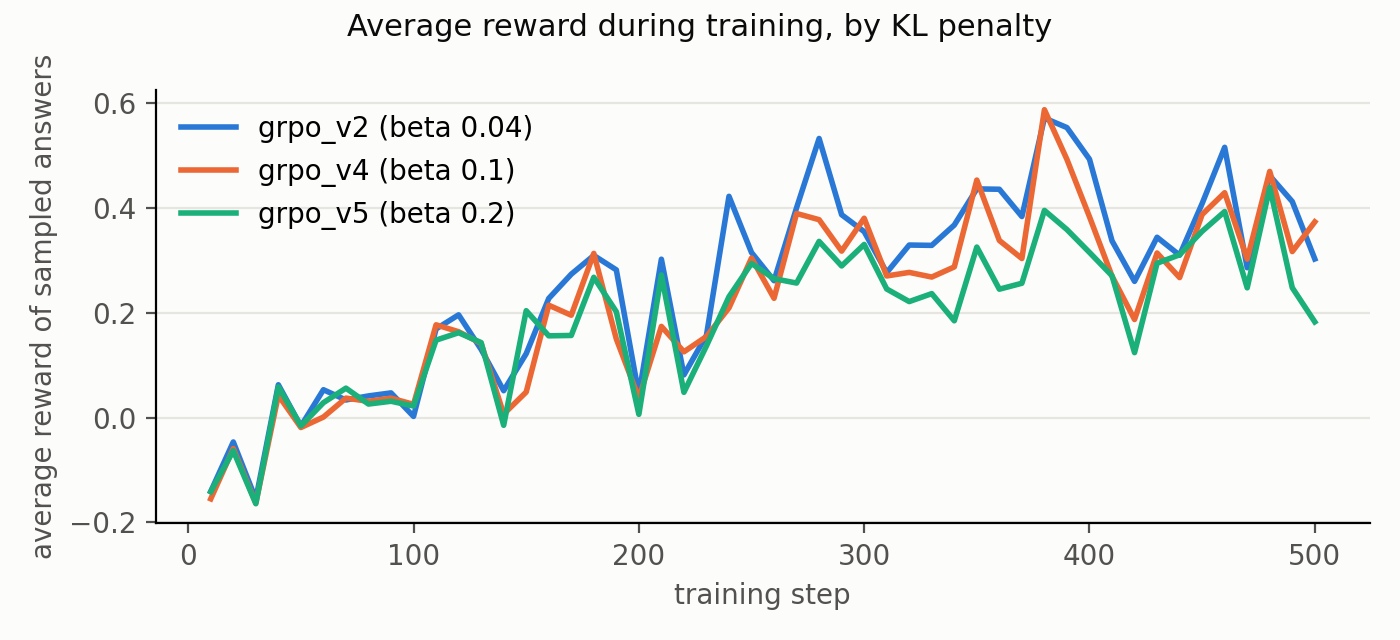 Average reward during training, by KL penalty
average reward of sampled answers
0.6
0.4
0.2
0.0
−0.2
grpo_v2 (beta 0.04)
grpo_v4 (beta 0.1)
grpo_v5 (beta 0.2)
0 100 200 300 400 500
training step